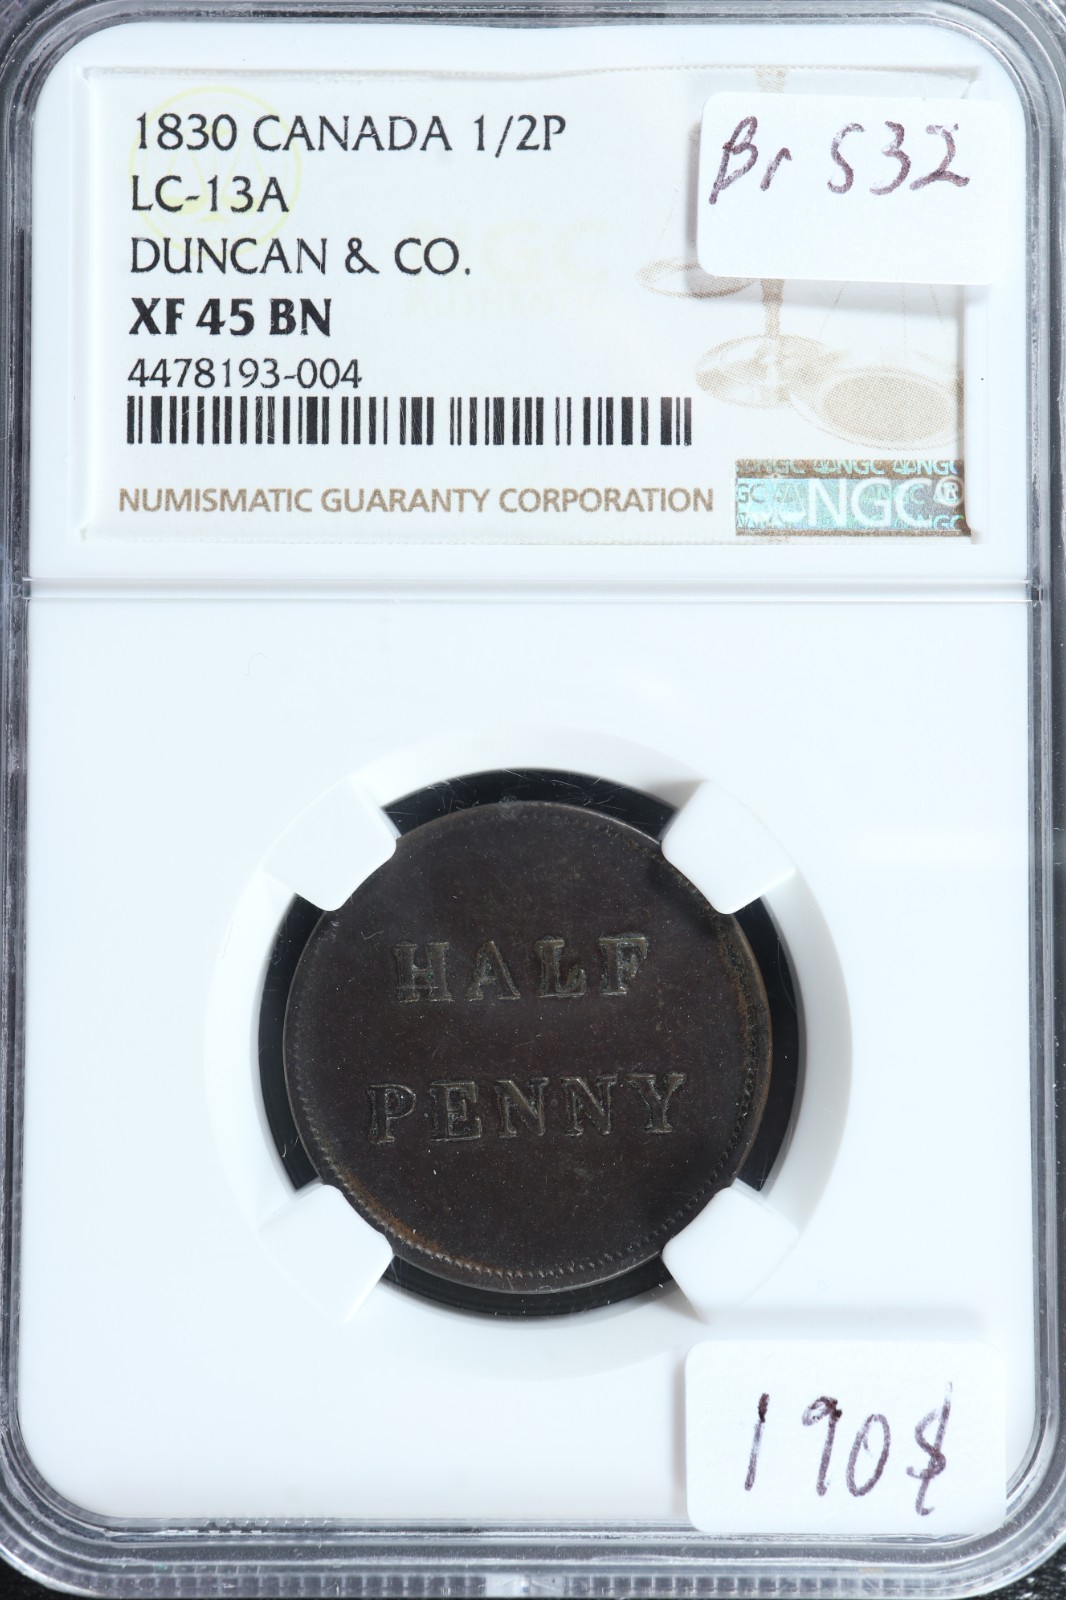 1830 CANADA 1/2P
LC-13A
DUNCAN & CO.
XF 45 BN
4478193-004
NUMISMATIC GUARANTY CORPORATION
NGC®
Br 532
HALF
PENNY
190$